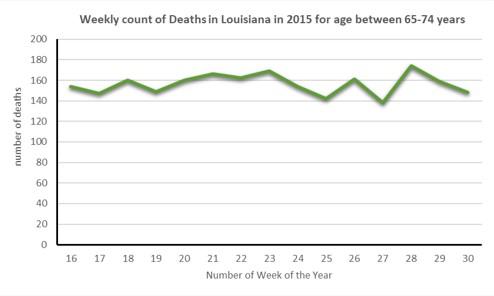 Weekly count of Deaths in Louisiana in 2015 for age between 65-74 years
200
180
160
140
120
100
80
60
40
20
0
number of deaths
16 17 18 19 20 21 22 23 24 25 26 27 28 29 30
Number of Week of the Year